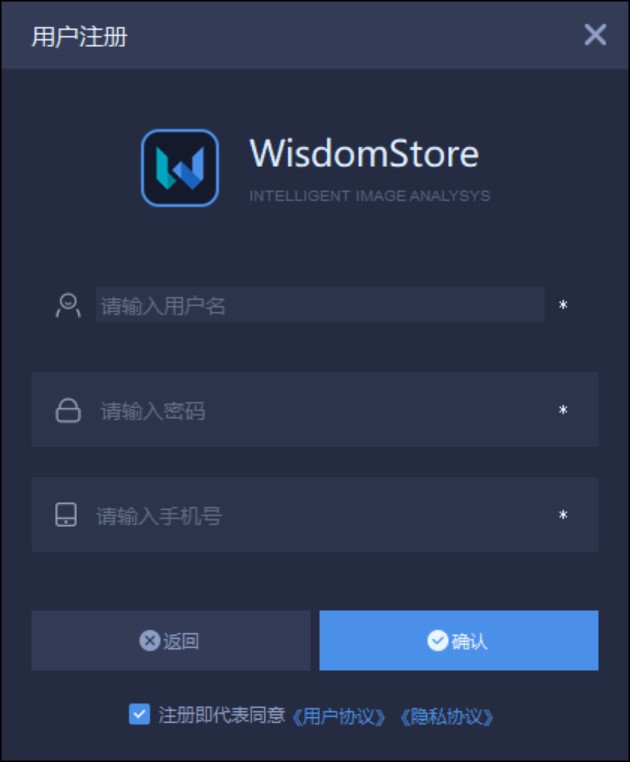 用户注册
WisdomStore
INTELLIGENT IMAGE ANALYSYS
请输入用户名 *
请输入密码 *
请输入手机号 *
返回 确认
注册即代表同意《用户协议》《隐私协议》